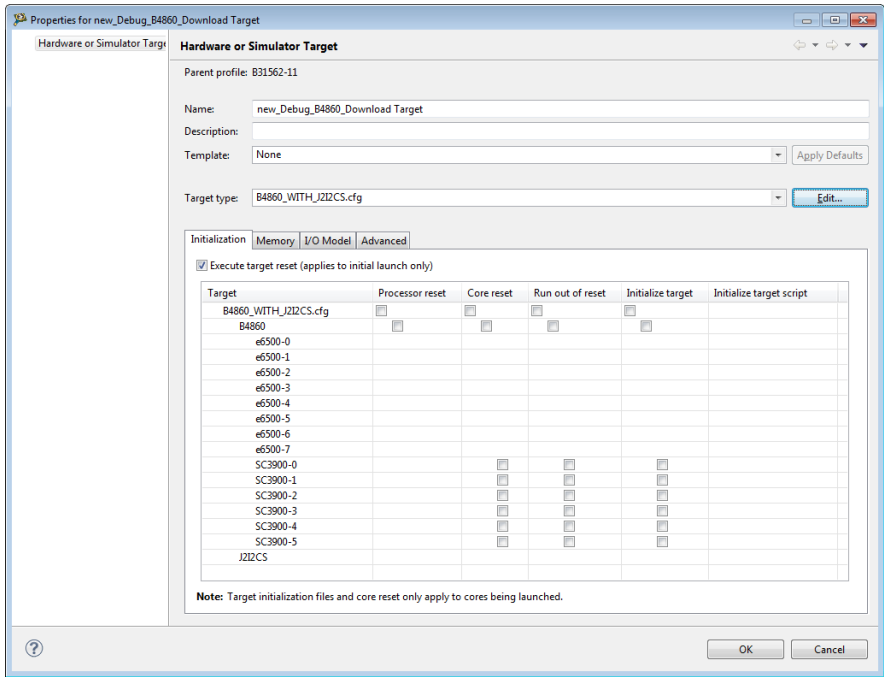 Properties for new_Debug_B4860_Download Target
Hardware or Simulator Targe
Hardware or Simulator Target
Parent profile: B31562-11
Name: new_Debug_B4860_Download Target
Description:
Template: None Apply Defaults
Target type: B4860_WITH_J2I2CS.cfg Edit...
Initialization Memory I/O Model Advanced
Execute target reset (applies to initial launch only)
Target Processor reset Core reset Run out of reset Initialize target Initialize target script
B4860_WITH_J2I2CS.cfg
B4860
e6500-0
e6500-1
e6500-2
e6500-3
e6500-4
e6500-5
e6500-6
e6500-7
SC3900-0
SC3900-1
SC3900-2
SC3900-3
SC3900-4
SC3900-5
J2I2CS
Note: Target initialization files and core reset only apply to cores being launched.
? OK Cancel